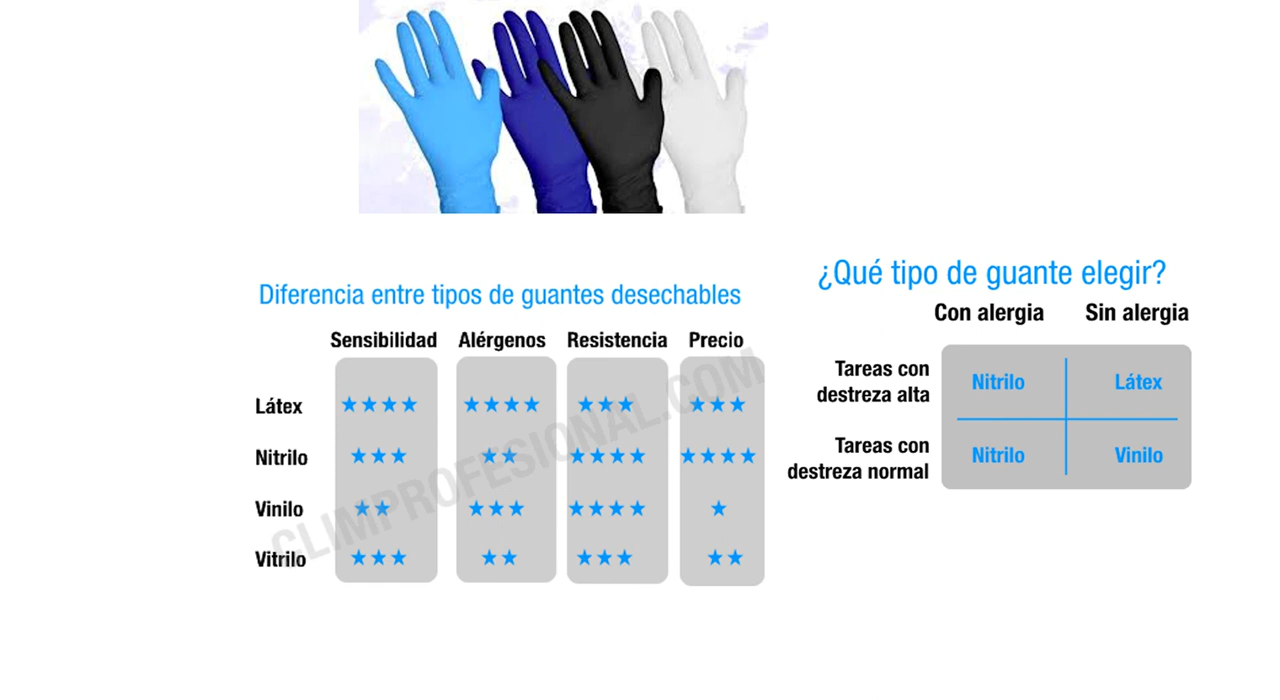 Diferencia entre tipos de guantes desechables
Sensibilidad Alérgenos Resistencia Precio
Látex ★★★★ ★★★★ ★★★ ★★★
Nitrilo ★★★ ★★ ★★★★ ★★★★
Vinilo ★★ ★★★ ★★★★ ★
Vitrilo ★★★ ★★ ★★★ ★★
CLIMPROFESIONAL.COM
¿Qué tipo de guante elegir?
Con alergia Sin alergia
Tareas con
destreza alta
Nitrilo Látex
Tareas con
destreza normal
Nitrilo Vinilo